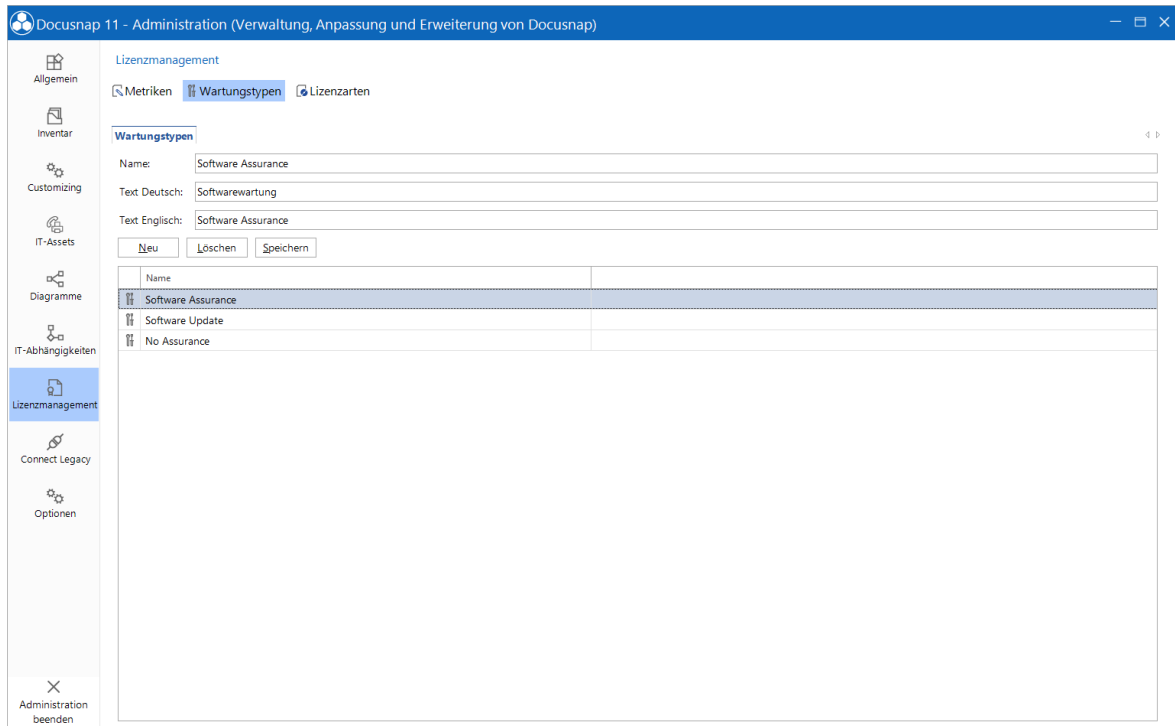 Docusnap 11 - Administration (Verwaltung, Anpassung und Erweiterung von Docusnap)
Allgemein
Inventar
Customizing
IT-Assets
Diagramme
IT-Abhängigkeiten
Lizenzmanagement
Connect Legacy
Optionen
Administration
beenden
Lizenzmanagement
Metriken Wartungstypen Lizenzarten
Wartungstypen
Name: Software Assurance
Text Deutsch: Softwarewartung
Text Englisch: Software Assurance
Neu Löschen Speichern
Name
Software Assurance
Software Update
No Assurance